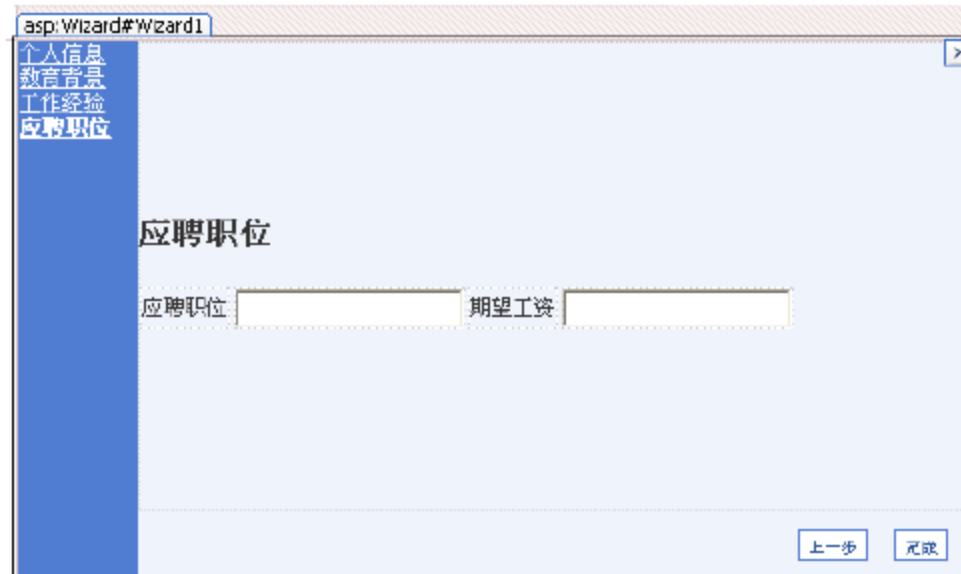 asp:Wizard#Wizard1
个人信息
教育背景
工作经验
应聘职位
应聘职位
应聘职位 期望工资
上一步 完成